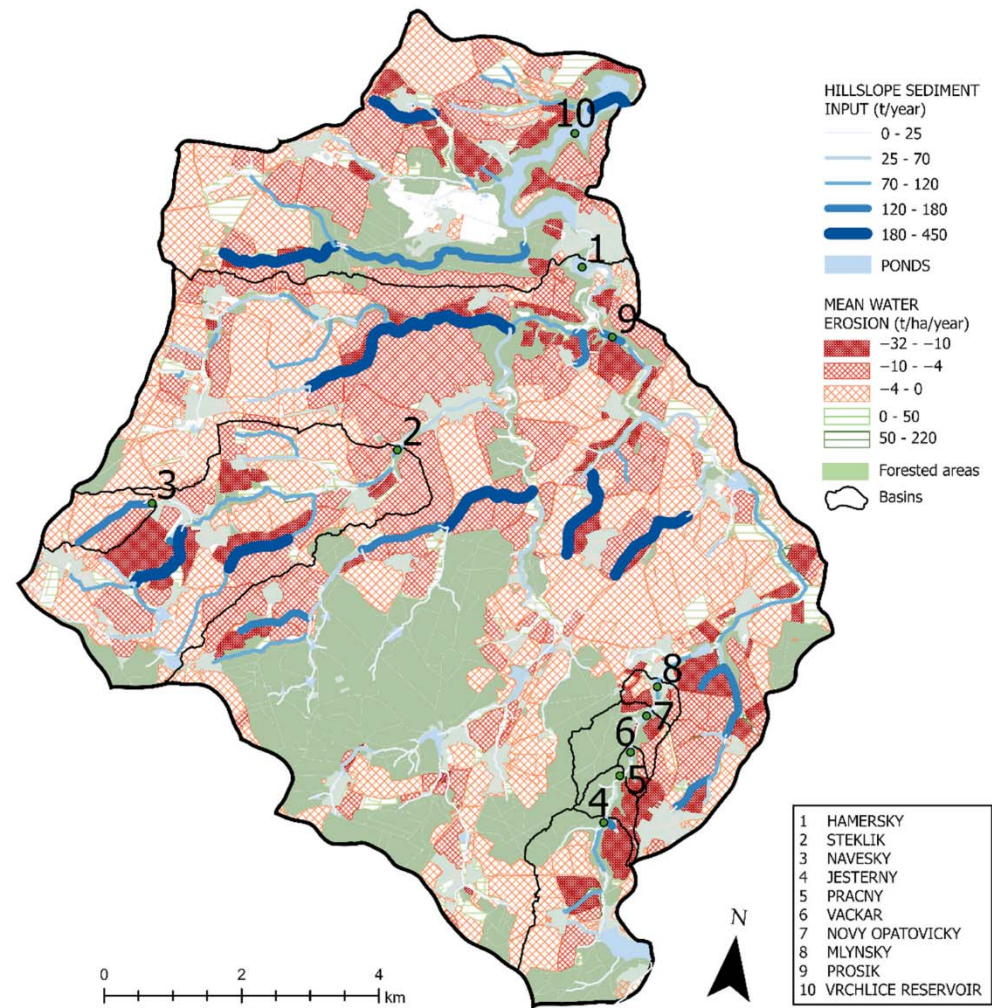 HILLSLOPE SEDIMENT
INPUT (t/year)
0 - 25
25 - 70
70 - 120
120 - 180
180 - 450
PONDS
MEAN WATER
EROSION (t/ha/year)
−32 - −10
−10 - −4
−4 - 0
0 - 50
50 - 220
Forested areas
Basins
10
1
9
2
3
8
7
6
5
4
N
0 2 4
km
1 HAMERSKY
2 STEKLIK
3 NAVESKY
4 JESTERNY
5 PRACNY
6 VACKAR
7 NOVY OPATOVICKY
8 MLYNSKY
9 PROSIK
10 VRCHLICE RESERVOIR